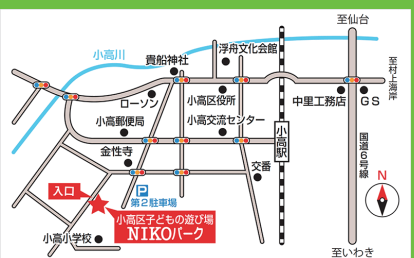 至仙台
浮舟文化会館
小高川
貴船神社
至村上海岸
ローソン
小高区役所
中里工務店
GS
小高郵便局
小高交流センター
小高駅
国道6号線
金性寺
交番
入口
P
第2駐車場
N
小高区子どもの遊び場
NIKOパーク
小高小学校
至いわき